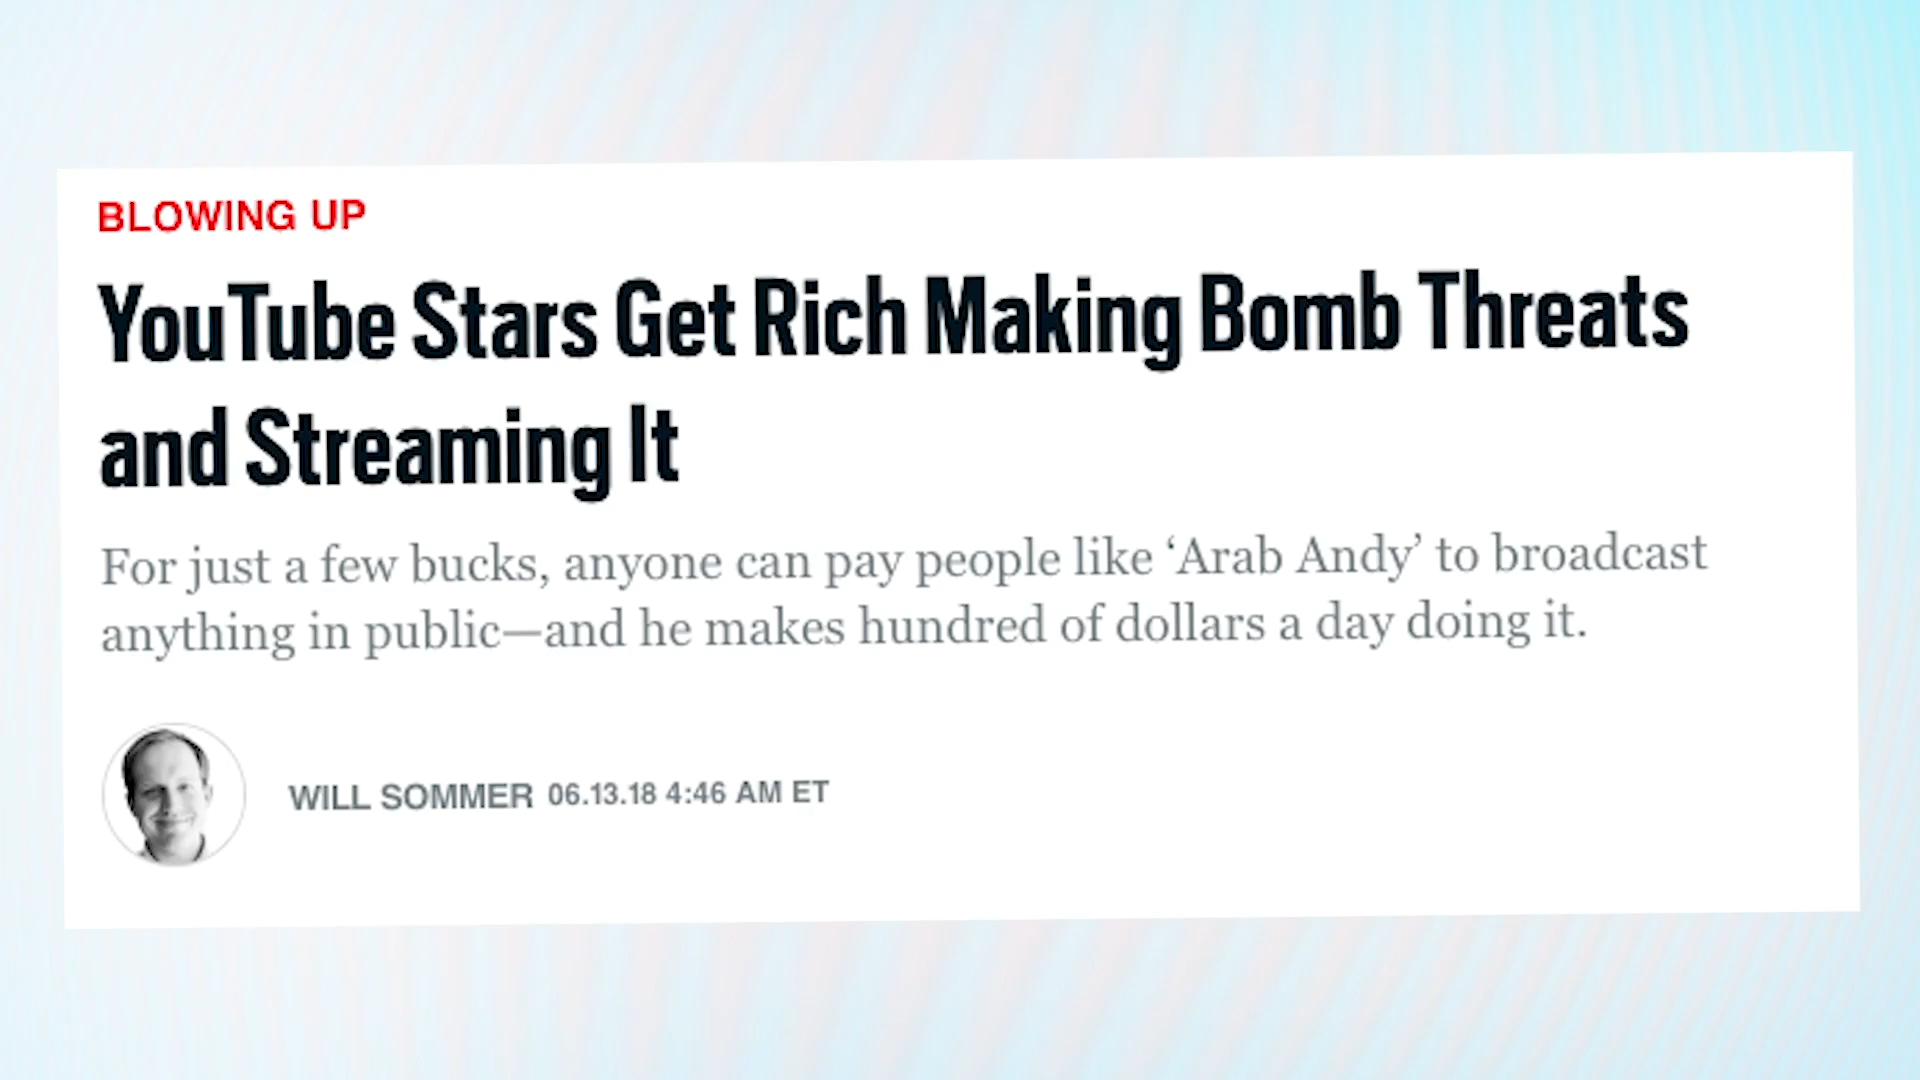 BLOWING UP
YouTube Stars Get Rich Making Bomb Threats
and Streaming It
For just a few bucks, anyone can pay people like ‘Arab Andy’ to broadcast
anything in public—and he makes hundred of dollars a day doing it.
WILL SOMMER 06.13.18 4:46 AM ET